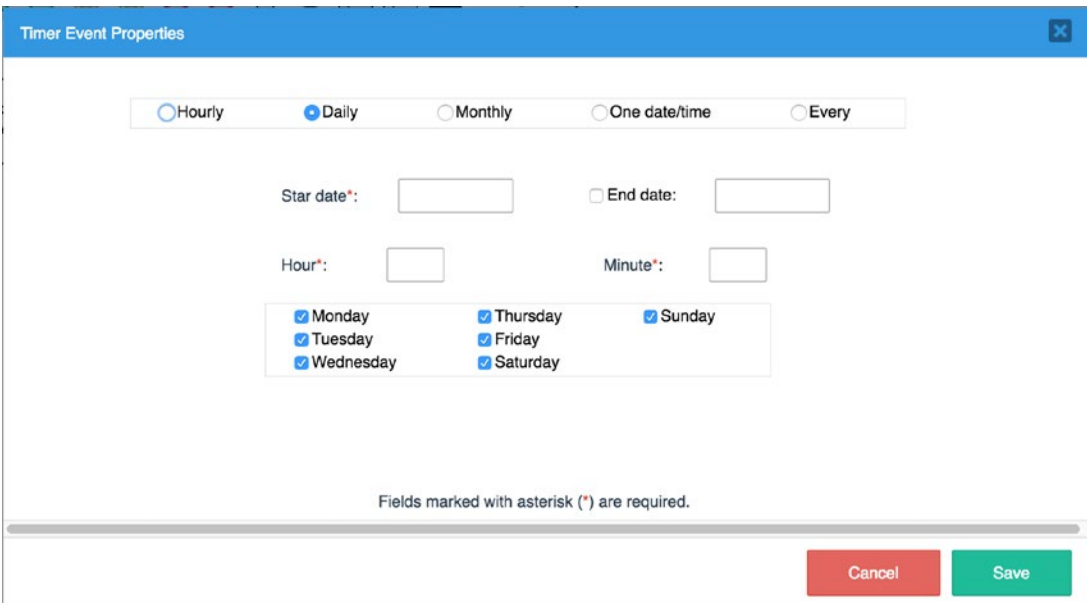 Timer Event Properties
Hourly Daily Monthly One date/time Every
Star date*: End date:
Hour*: Minute*:
Monday Thursday Sunday
Tuesday Friday
Wednesday Saturday
Fields marked with asterisk (*) are required.
Cancel Save